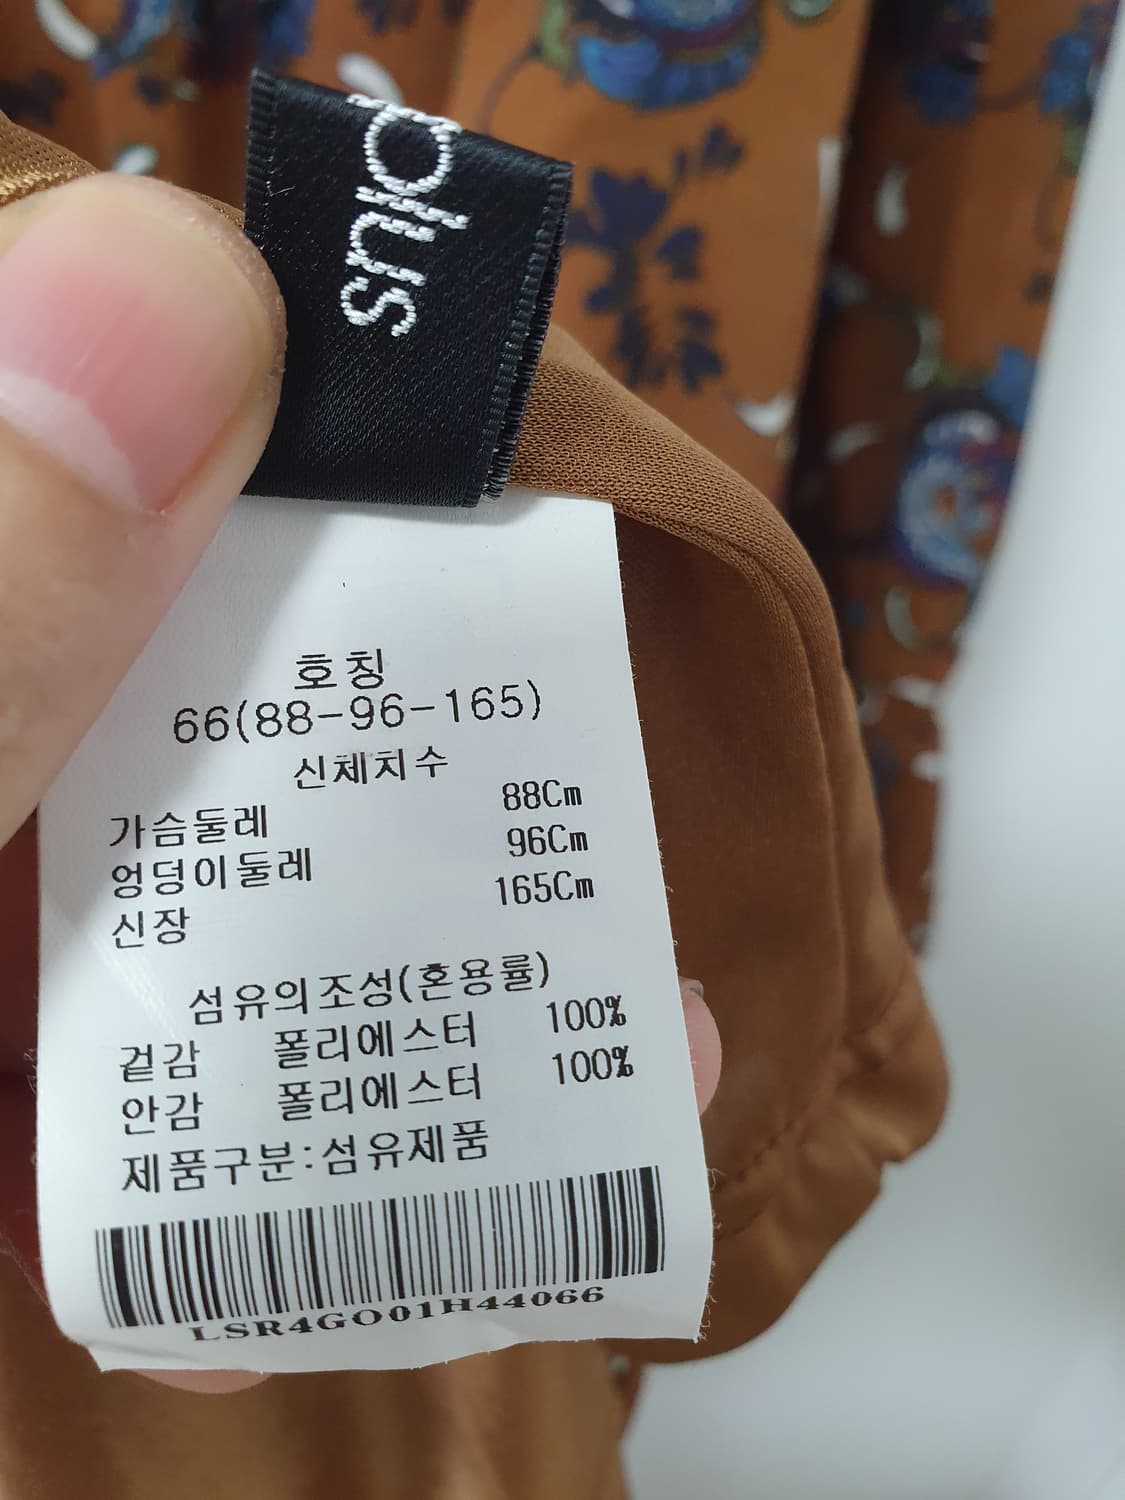 plus
호칭
66(88-96-165)
신체치수
가슴둘레 88Cm
엉덩이둘레 96Cm
신장 165Cm
섬유의조성(혼용률)
겉감 폴리에스터 100%
안감 폴리에스터 100%
제품구분:섬유제품
LSR4GO01H44066